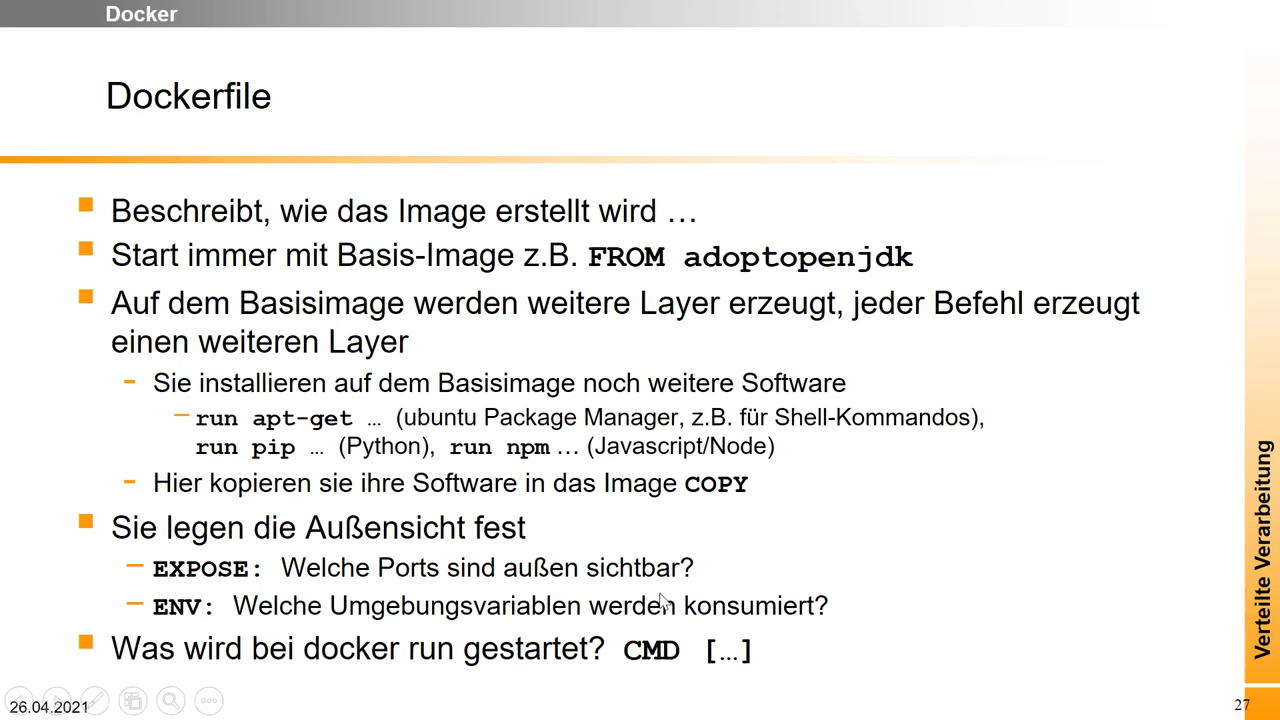 Docker
Dockerfile
Beschreibt, wie das Image erstellt wird …
Start immer mit Basis-Image z.B. FROM adoptopenjdk
Auf dem Basisimage werden weitere Layer erzeugt, jeder Befehl erzeugt
einen weiteren Layer
Sie installieren auf dem Basisimage noch weitere Software
run apt-get … (ubuntu Package Manager, z.B. für Shell-Kommandos),
run pip … (Python), run npm … (Javascript/Node)
Hier kopieren sie ihre Software in das Image COPY
Sie legen die Außensicht fest
EXPOSE: Welche Ports sind außen sichtbar?
ENV: Welche Umgebungsvariablen werden konsumiert?
Was wird bei docker run gestartet? CMD […]
Verteilte Verarbeitung
26.04.2021
27